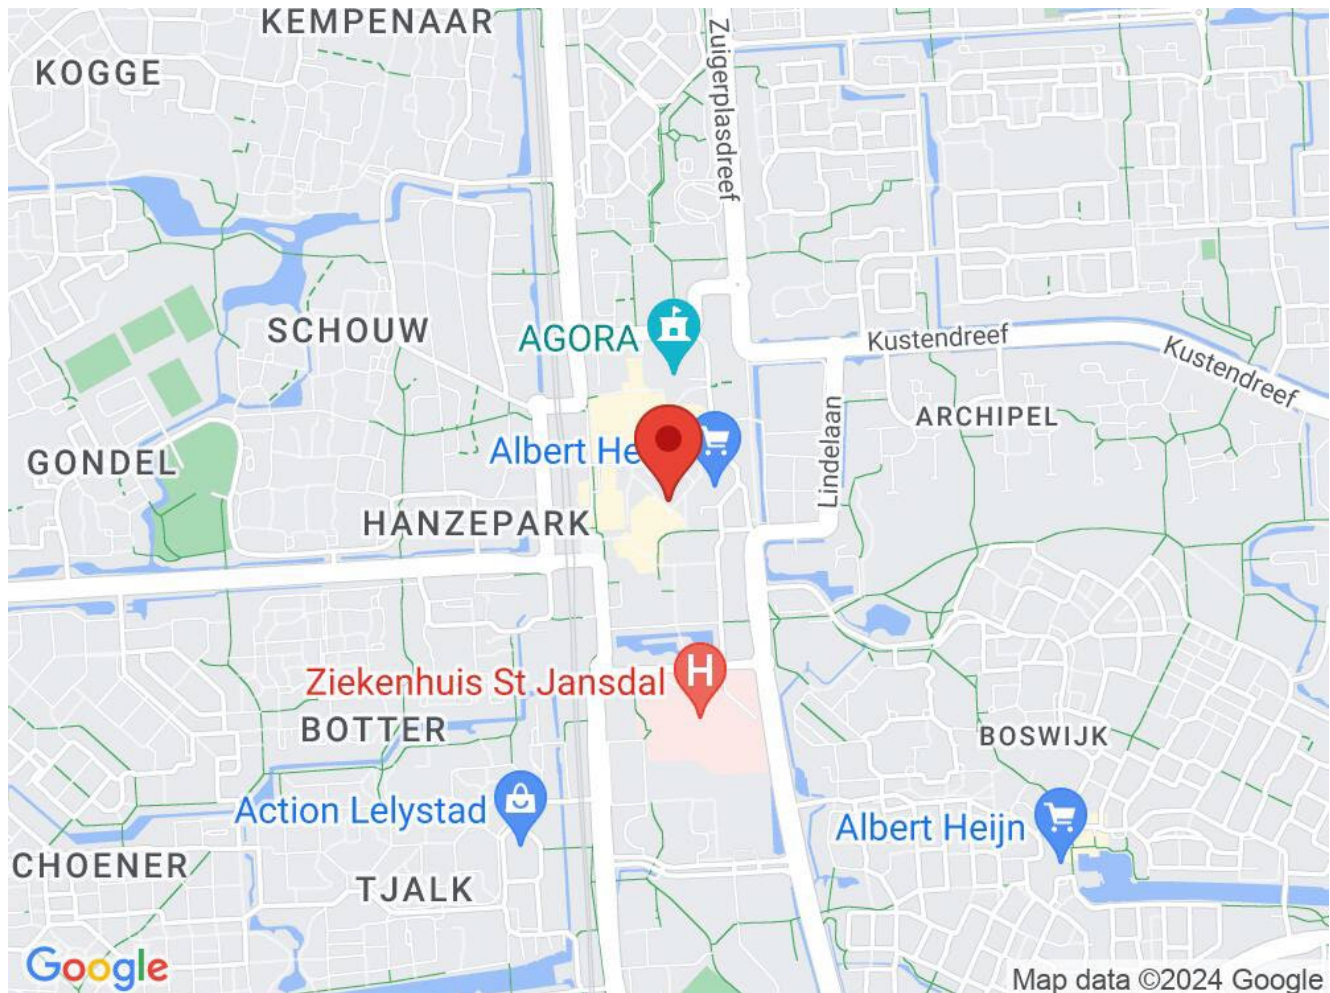 KEMPENAAR
KOGGE
Zuigerplasdreef
SCHOUW
AGORA
Kustendreef
Kustendreef
Lindelaan
ARCHIPEL
Albert He
GONDEL
HANZEPARK
Ziekenhuis St Jansdal
H
BOTTER
BOSWIJK
Action Lelystad
Albert Heijn
CHOENER
TJALK
Google
Map data ©2024 Google